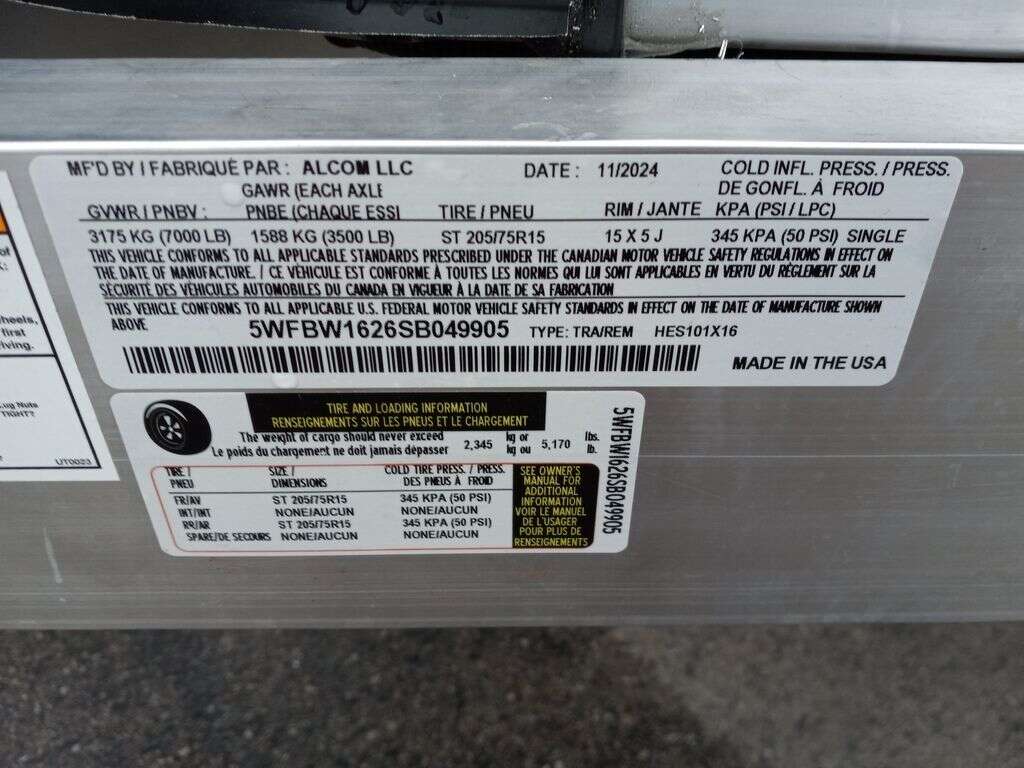 MF'D BY / FABRIQUÉ PAR : ALCOM LLC DATE : 11/2024 COLD INFL. PRESS. / PRESS.
GAWR (EACH AXLE DE GONFL. À FROID
GVWR / PNBV : PNBE (CHAQUE ESSI TIRE / PNEU RIM / JANTE KPA (PSI / LPC)
3175 KG (7000 LB) 1588 KG (3500 LB) ST 205/75R15 15 X 5 J 345 KPA (50 PSI) SINGLE
THIS VEHICLE CONFORMS TO ALL APPLICABLE STANDARDS PRESCRIBED UNDER THE CANADIAN MOTOR VEHICLE SAFETY REGULATIONS IN EFFECT ON
THE DATE OF MANUFACTURE. / CE VÉHICULE EST CONFORME À TOUTES LES NORMES QUI LUI SONT APPLICABLES EN VERTU DU RÈGLEMENT SUR LA
SÉCURITÉ DES VÉHICULES AUTOMOBILES DU CANADA EN VIGUEUR À LA DATE DE SA FABRICATION
THIS VEHICLE CONFORMS TO ALL APPLICABLE U.S. FEDERAL MOTOR VEHICLE SAFETY STANDARDS IN EFFECT ON THE DATE OF MANUFACTURE SHOWN
ABOVE. 5WFBW1626SB049905 TYPE: TRA/REM HES101X16
MADE IN THE USA
TIRE AND LOADING INFORMATION
RENSEIGNEMENTS SUR LES PNEUS ET LE CHARGEMENT
The weight of cargo should never exceed 2,345 kg or 5,170 lbs.
Le poids du chargement ne doit jamais dépasser kg ou lb.
TIRE / SIZE / COLD TIRE PRESS. / PRESS.
PNEU DIMENSIONS DES PNEUS À FROID
FR/AV ST 205/75R15 345 KPA (50 PSI)
INT/INT NONE/AUCUN NONE/AUCUN
RR/AR ST 205/75R15 345 KPA (50 PSI)
SPARE/DE SECOURS NONE/AUCUN NONE/AUCUN
SEE OWNER'S
MANUAL FOR
ADDITIONAL
INFORMATION
VOIR LE MANUEL
DE L'USAGER
POUR PLUS DE
RENSEIGNEMENTS
5WFBW1626SB049905
wheels,
first
riving.
Lug Nuts
TIGHT?
UT0023